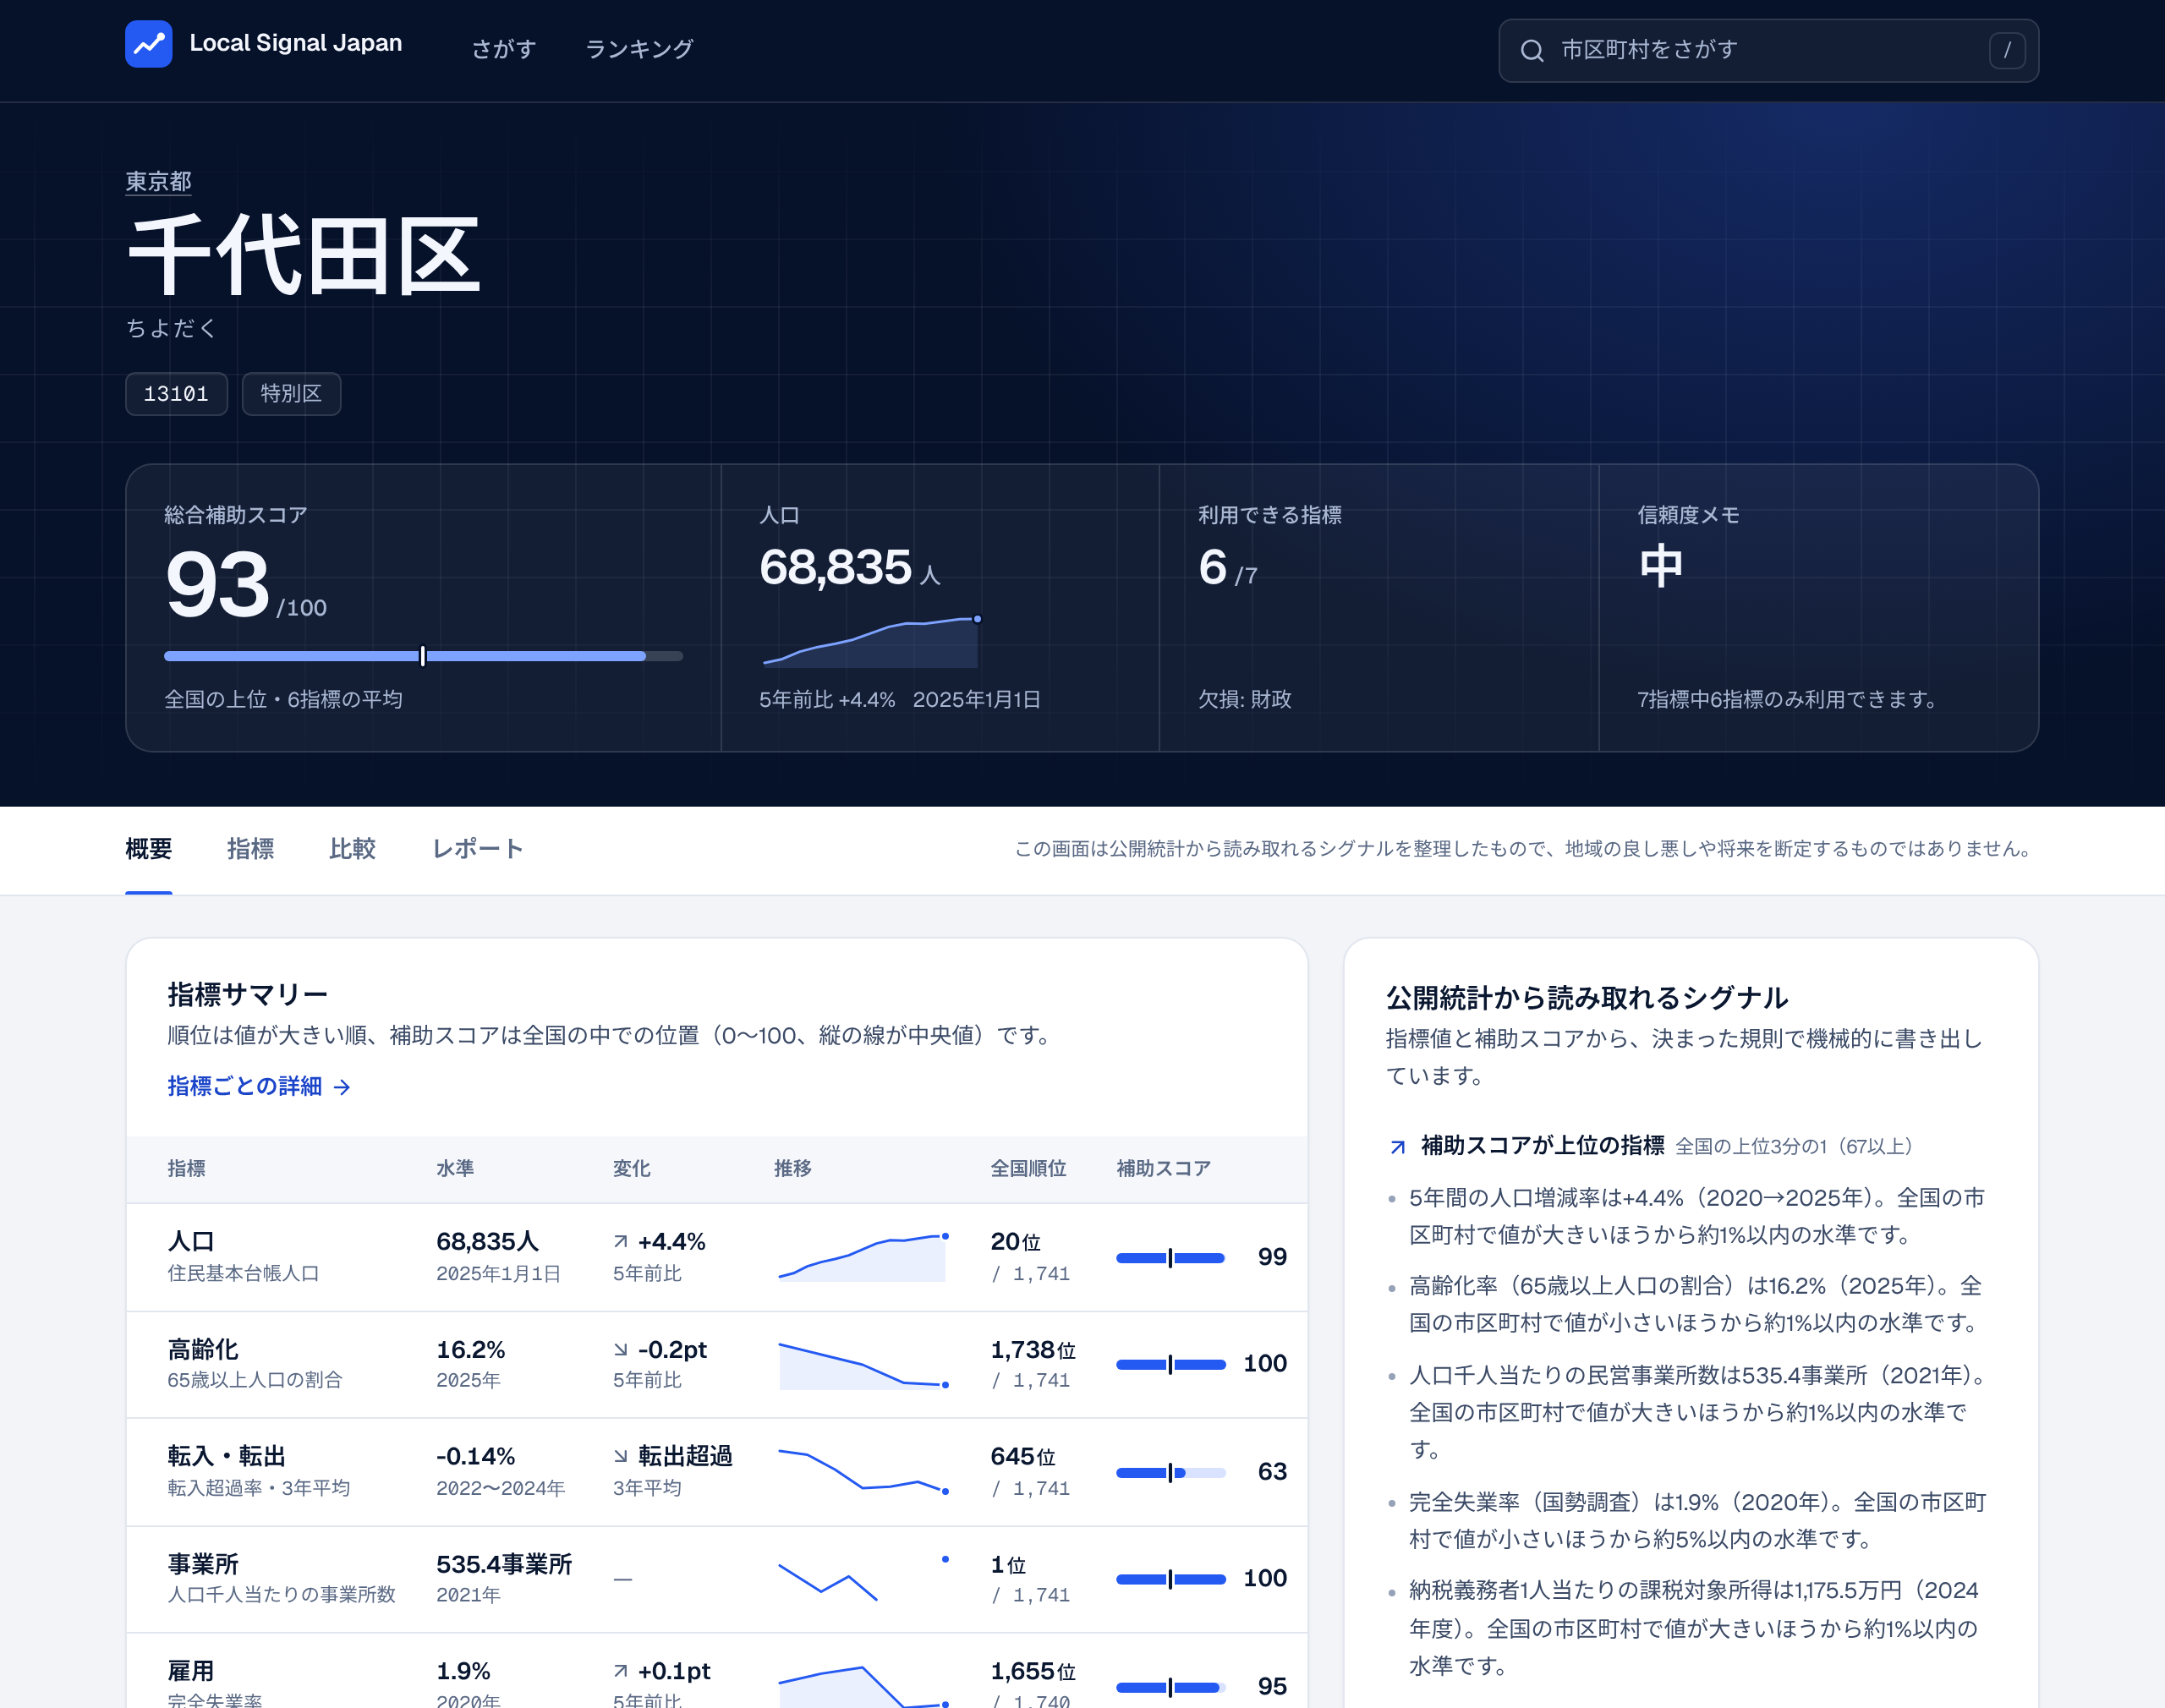 Local Signal Japan
さがす
ランキング
市区町村をさがす
/
東京都
千代田区
ちよだく
13101
特別区
総合補助スコア
93 /100
全国の上位・6指標の平均
人口
68,835 人
5年前比 +4.4% 2025年1月1日
利用できる指標
6 /7
欠損: 財政
信頼度メモ
中
7指標中6指標のみ利用できます。
概要
指標
比較
レポート
この画面は公開統計から読み取れるシグナルを整理したもので、地域の良し悪しや将来を断定するものではありません。
指標サマリー
順位は値が大きい順、補助スコアは全国の中での位置（0〜100、縦の線が中央値）です。
指標ごとの詳細 →
指標 水準 変化 推移 全国順位 補助スコア
人口 68,835人 ↗ +4.4% 20位 99
住民基本台帳人口 2025年1月1日 5年前比 / 1,741
高齢化 16.2% ↘ -0.2pt 1,738位 100
65歳以上人口の割合 2025年 5年前比 / 1,741
転入・転出 -0.14% ↘ 転出超過 645位 63
転入超過率・3年平均 2022〜2024年 3年平均 / 1,741
事業所 535.4事業所 — 1位 100
人口千人当たりの事業所数 2021年 / 1,741
雇用 1.9% ↗ +0.1pt 1,655位 95
完全失業率 2020年 5年前比 / 1,740
公開統計から読み取れるシグナル
指標値と補助スコアから、決まった規則で機械的に書き出し
ています。
↗ 補助スコアが上位の指標 全国の上位3分の1（67以上）
• 5年間の人口増減率は+4.4%（2020→2025年）。全国の市
区町村で値が大きいほうから約1%以内の水準です。
• 高齢化率（65歳以上人口の割合）は16.2%（2025年）。全
国の市区町村で値が小さいほうから約1%以内の水準です。
• 人口千人当たりの民営事業所数は535.4事業所（2021年）。
全国の市区町村で値が大きいほうから約1%以内の水準で
す。
• 完全失業率（国勢調査）は1.9%（2020年）。全国の市区町
村で値が小さいほうから約5%以内の水準です。
• 納税義務者1人当たりの課税対象所得は1,175.5万円（2024
年度）。全国の市区町村で値が大きいほうから約1%以内の
水準です。